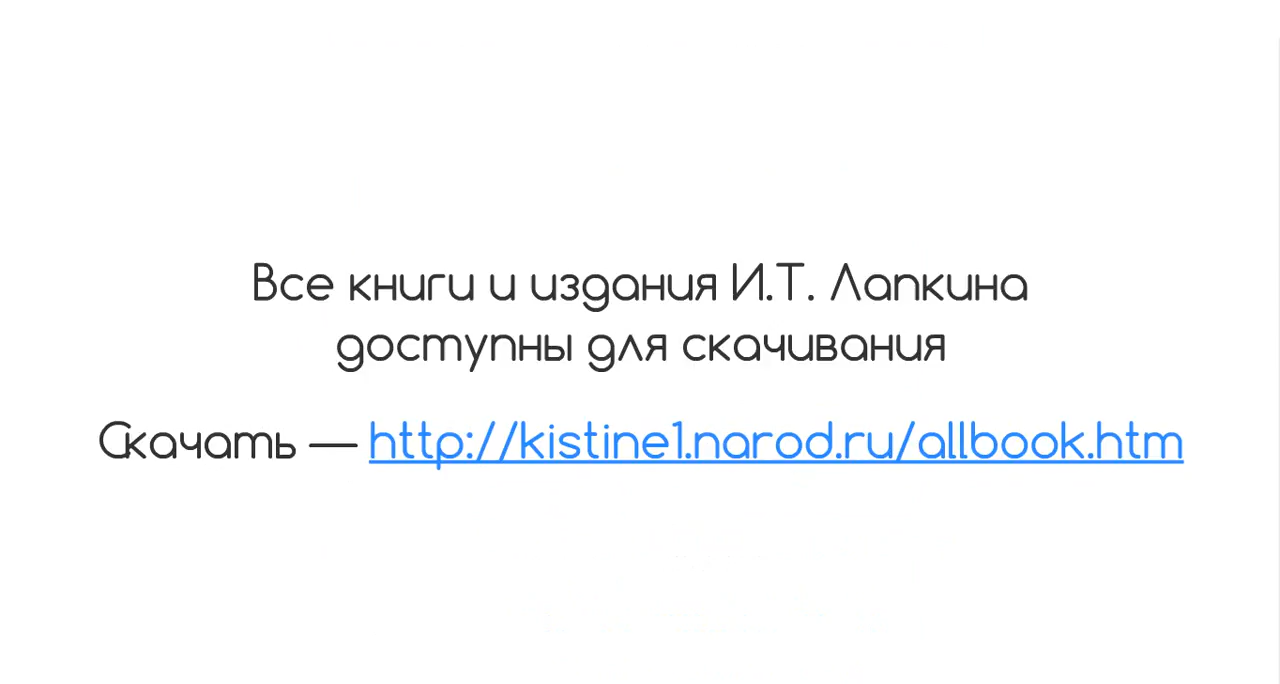 Все книги и издания И.Т. Лапкина
доступны для скачивания
Скачать — http://kistine1.narod.ru/allbook.htm